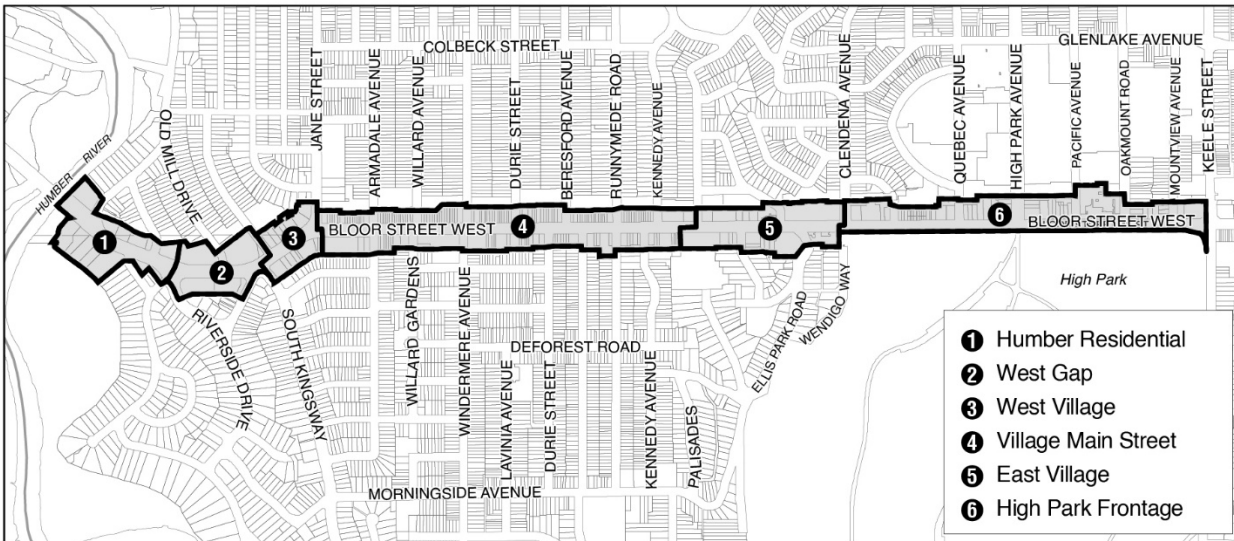 COLBECK STREET
GLENLAKE AVENUE
HUMBER RIVER
OLD MILL DRIVE
JANE STREET
ARMADALE AVENUE
WILLARD AVENUE
DURIE STREET
BERESFORD AVENUE
RUNNYMEDE ROAD
KENNEDY AVENUE
CLENDENA AVENUE
QUEBEC AVENUE
HIGH PARK AVENUE
PACIFIC AVENUE
OAKMOUNT ROAD
MOUNTVIEW AVENUE
KEELE STREET
1
2
3
BLOOR STREET WEST
4
5
6
BLOOR STREET WEST
RIVERSIDE DRIVE
SOUTH KINGSWAY
WILLARD GARDENS
WINDERMERE AVENUE
LAVINIA AVENUE
DURIE STREET
DEFOREST ROAD
KENNEDY AVENUE
PALISADES
ELLIS PARK ROAD
WENDIGO WAY
High Park
MORNINGSIDE AVENUE
1 Humber Residential
2 West Gap
3 West Village
4 Village Main Street
5 East Village
6 High Park Frontage